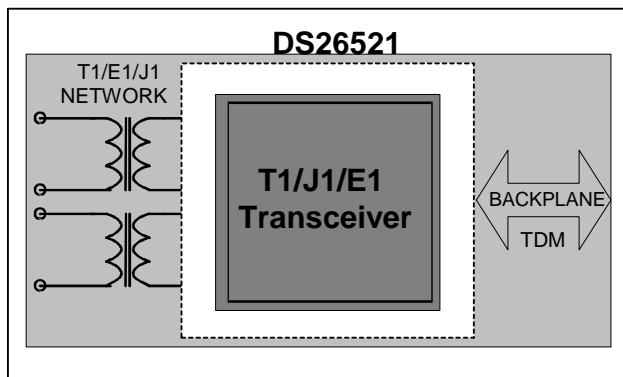 DS26521
T1/E1/J1
NETWORK
T1/J1/E1
Transceiver
BACKPLANE
TDM